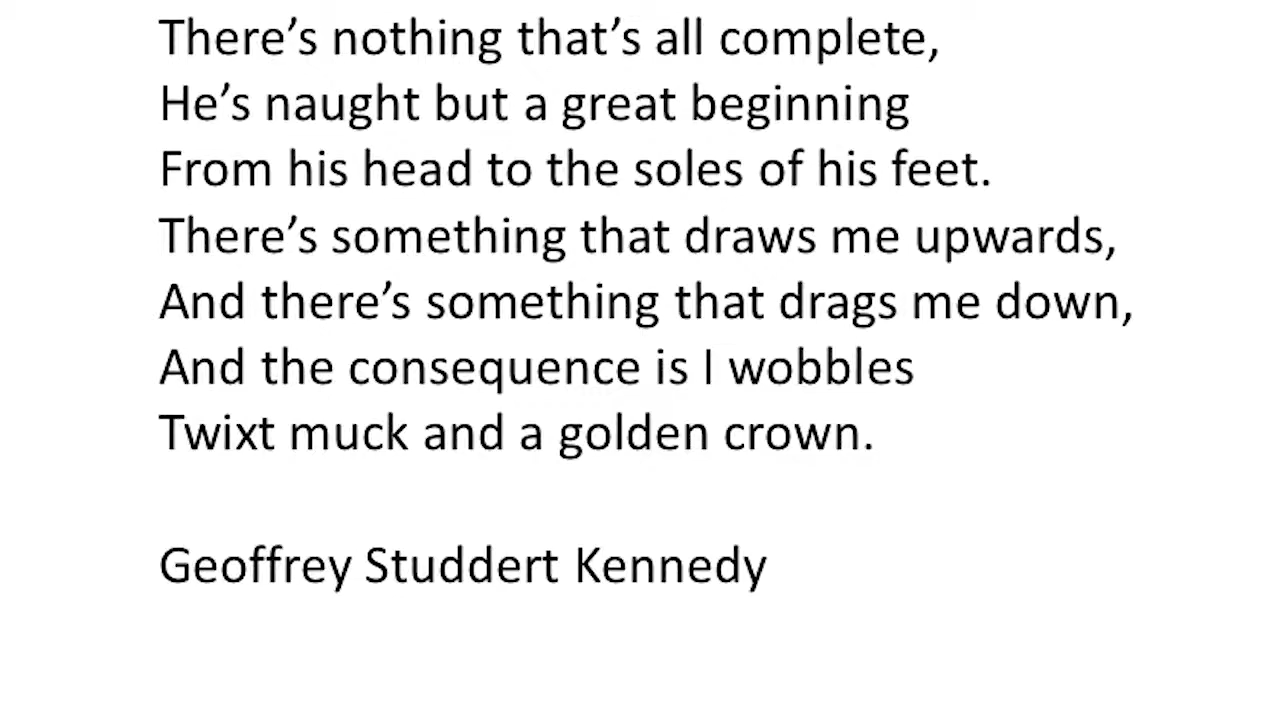 There’s nothing that’s all complete,
He’s naught but a great beginning
From his head to the soles of his feet.
There’s something that draws me upwards,
And there’s something that drags me down,
And the consequence is I wobbles
Twixt muck and a golden crown.
Geoffrey Studdert Kennedy